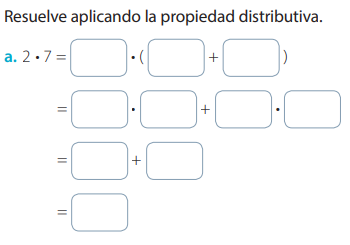 Resuelve aplicando la propiedad distributiva.
a. 2 • 7 = • ( + )
= • + •
= +
=